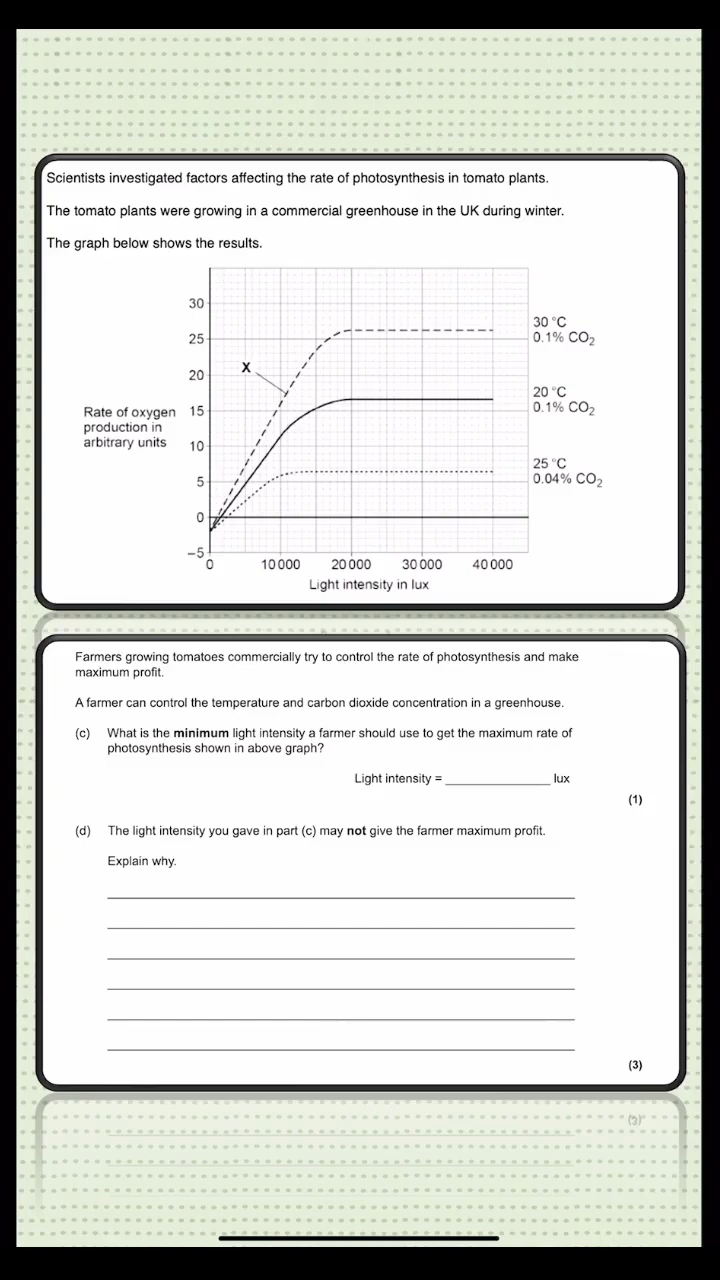 Scientists investigated factors affecting the rate of photosynthesis in tomato plants.
The tomato plants were growing in a commercial greenhouse in the UK during winter.
The graph below shows the results.
30
25
20
15
10
5
0
−5
X
Rate of oxygen
production in
arbitrary units
30 °C
0.1% CO₂
20 °C
0.1% CO₂
25 °C
0.04% CO₂
0 10 000 20 000 30 000 40 000
Light intensity in lux
Farmers growing tomatoes commercially try to control the rate of photosynthesis and make
maximum profit.
A farmer can control the temperature and carbon dioxide concentration in a greenhouse.
(c) What is the minimum light intensity a farmer should use to get the maximum rate of
photosynthesis shown in above graph?
Light intensity = ______________ lux
(1)
(d) The light intensity you gave in part (c) may not give the farmer maximum profit.
Explain why.
(3)
(3)